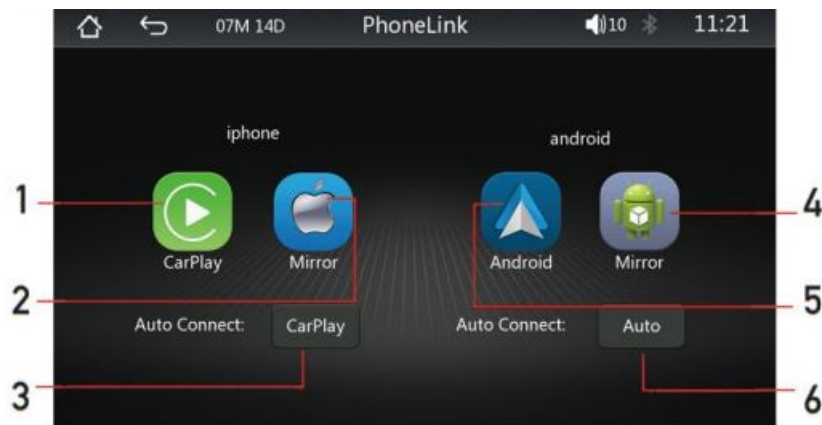 07M 14D PhoneLink 10 11:21
iphone android
1 4
CarPlay Mirror Android Mirror
2 5
Auto Connect: CarPlay Auto Connect: Auto
3 6